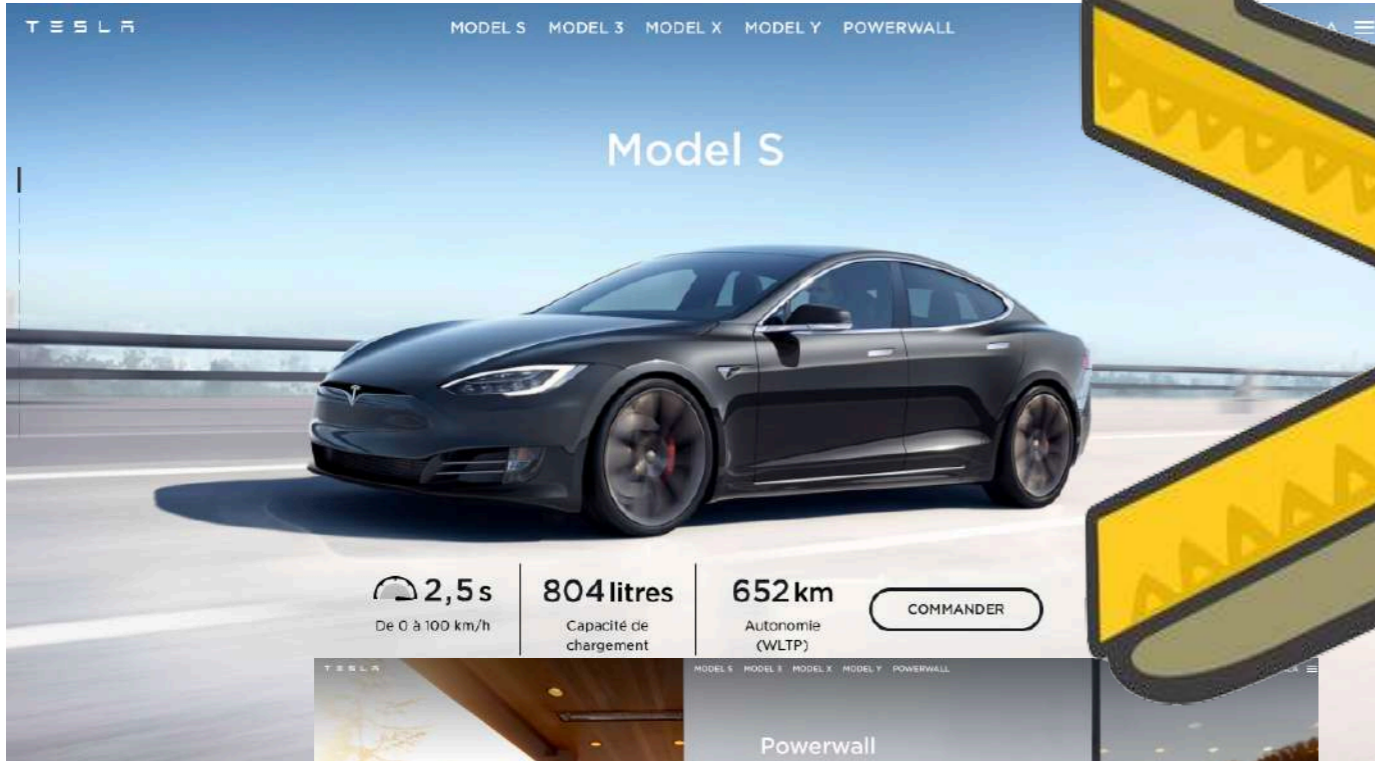 TESLA
MODEL S MODEL 3 MODEL X MODEL Y POWERWALL
Model S
2,5 s
De 0 à 100 km/h
804 litres
Capacité de
chargement
652 km
Autonomie
(WLTP)
COMMANDER
TESLA
MODEL S MODEL 3 MODEL X MODEL Y POWERWALL
Powerwall